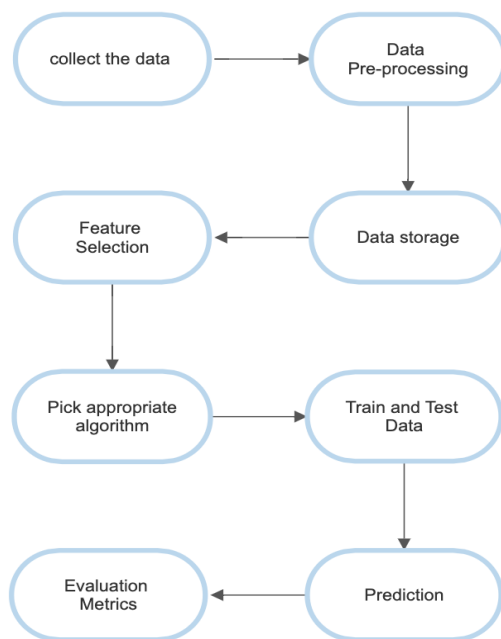 collect the data
Data
Pre-processing
Feature
Selection
Data storage
Pick appropriate
algorithm
Train and Test
Data
Evaluation
Metrics
Prediction